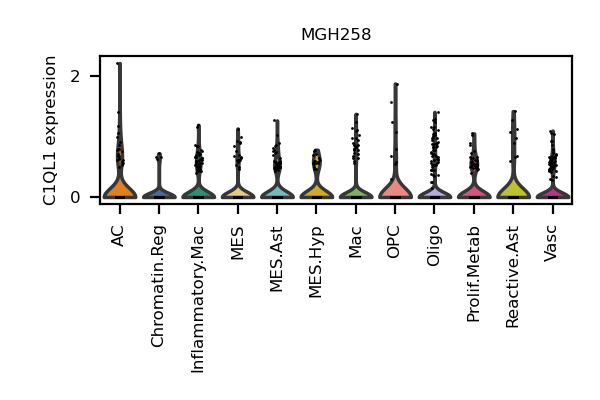 MGH258
C1QL1 expression
2
0
AC
Chromatin.Reg
Inflammatory.Mac
MES
MES.Ast
MES.Hyp
Mac
OPC
Oligo
Prolif.Metab
Reactive.Ast
Vasc